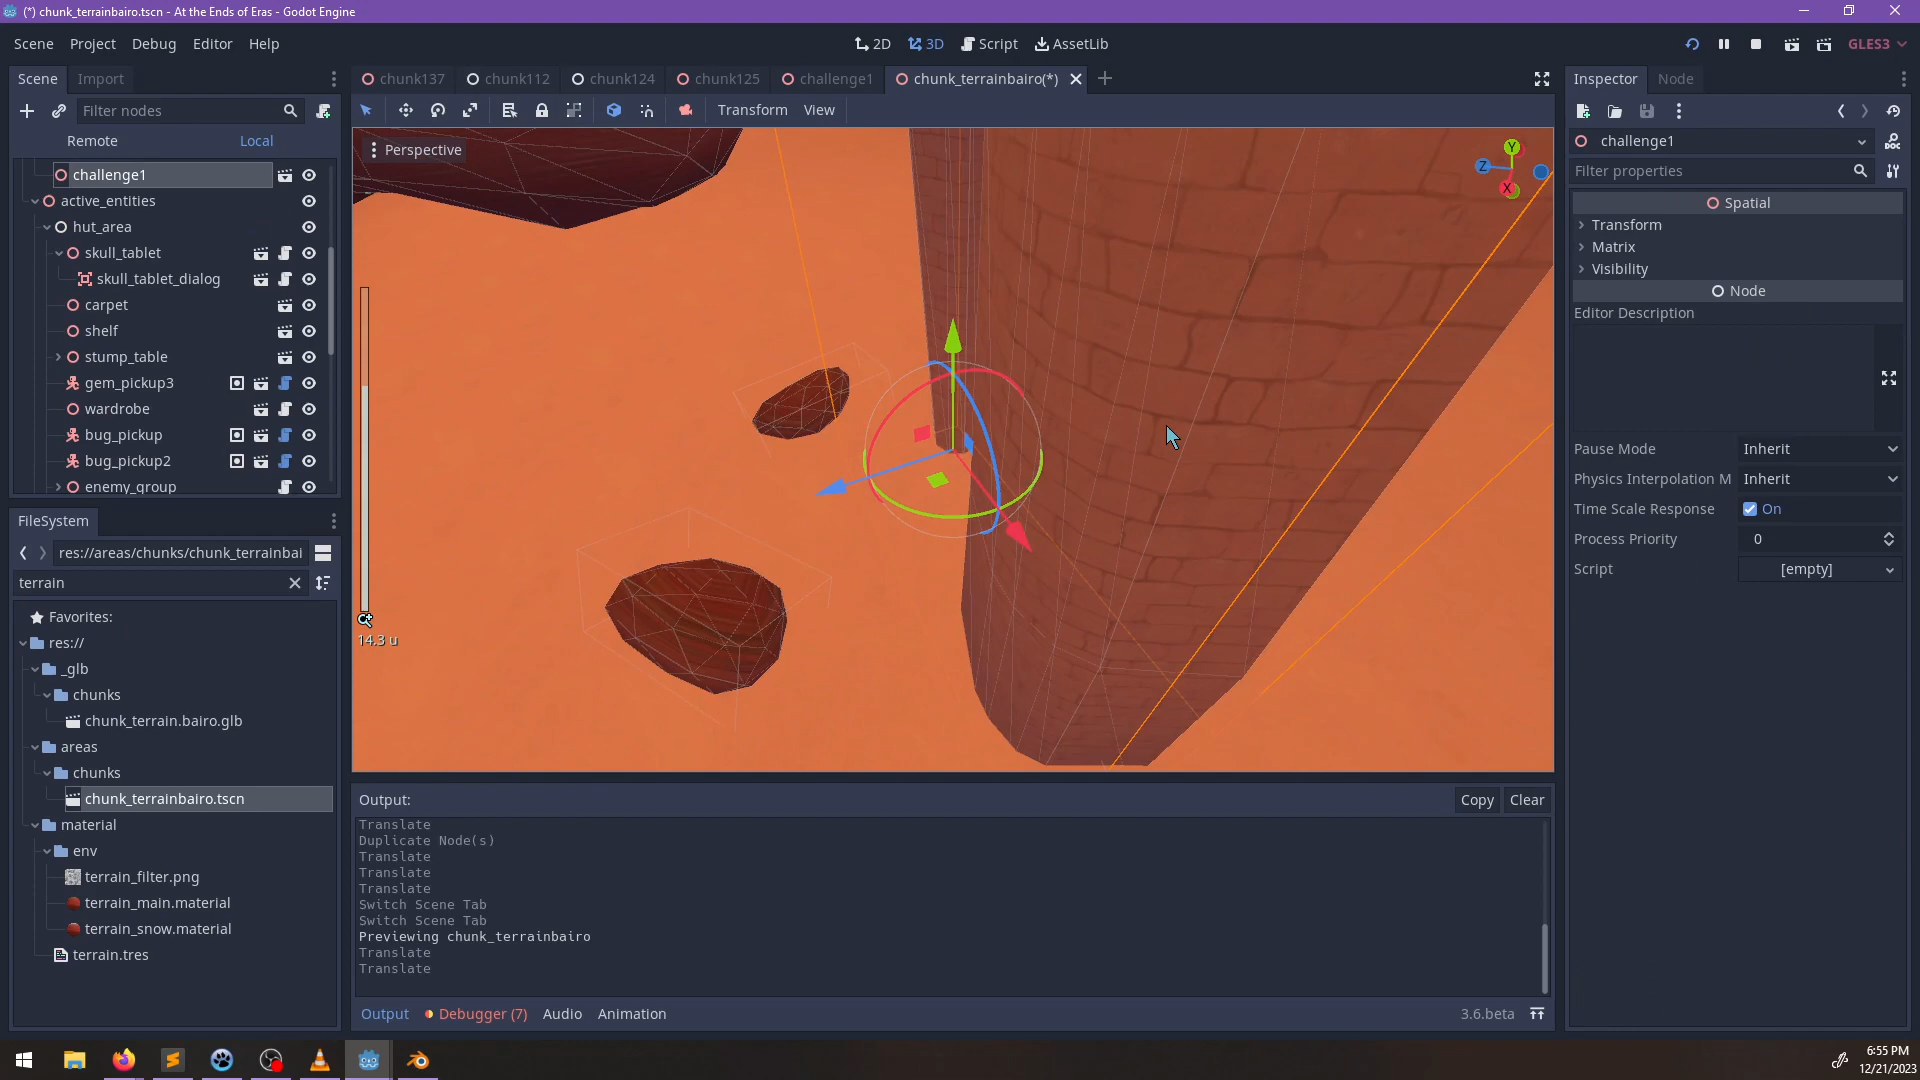 (*) chunk_terrainbairo.tscn - At the Ends of Eras - Godot Engine
Scene Project Debug Editor Help
2D 3D Script AssetLib
GLES3
Scene Import
chunk137 chunk112 chunk124 chunk125 challenge1 chunk_terrainbairo(*)
Inspector Node
Filter nodes
Transform View
Remote Local
challenge1
Perspective
Y
Z
X
Filter properties
challenge1
active_entities
hut_area
skull_tablet
skull_tablet_dialog
carpet
shelf
stump_table
gem_pickup3
wardrobe
bug_pickup
bug_pickup2
enemy_group
Spatial
Transform
Matrix
Visibility
Node
Editor Description
Pause Mode Inherit
Physics Interpolation M Inherit
Time Scale Response On
Process Priority 0
Script [empty]
14.3 u
FileSystem
res://areas/chunks/chunk_terrainbai
terrain
Favorites:
res://
_glb
chunks
chunk_terrain.bairo.glb
areas
chunks
chunk_terrainbairo.tscn
material
env
terrain_filter.png
terrain_main.material
terrain_snow.material
terrain.tres
Output:
Copy Clear
Translate
Duplicate Node(s)
Translate
Translate
Translate
Switch Scene Tab
Switch Scene Tab
Previewing chunk_terrainbairo
Translate
Translate
Output Debugger (7) Audio Animation
3.6.beta
6:55 PM
12/21/2023